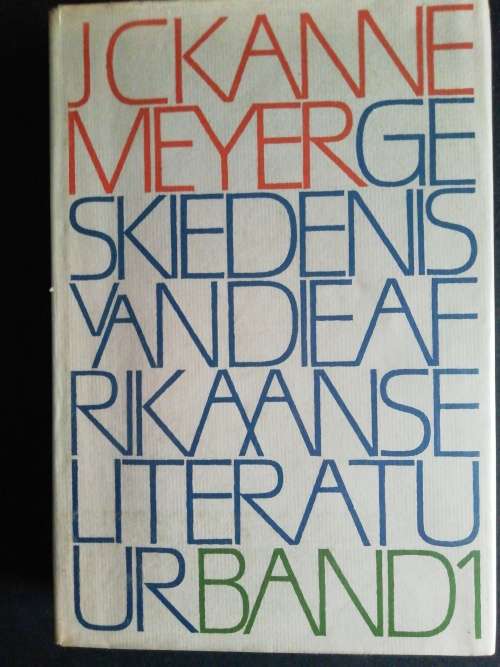 JCKANNE
MEYERGE
SKIEDENIS
VANDIEAF
RIKAANSE
LITERATU
URBAND1